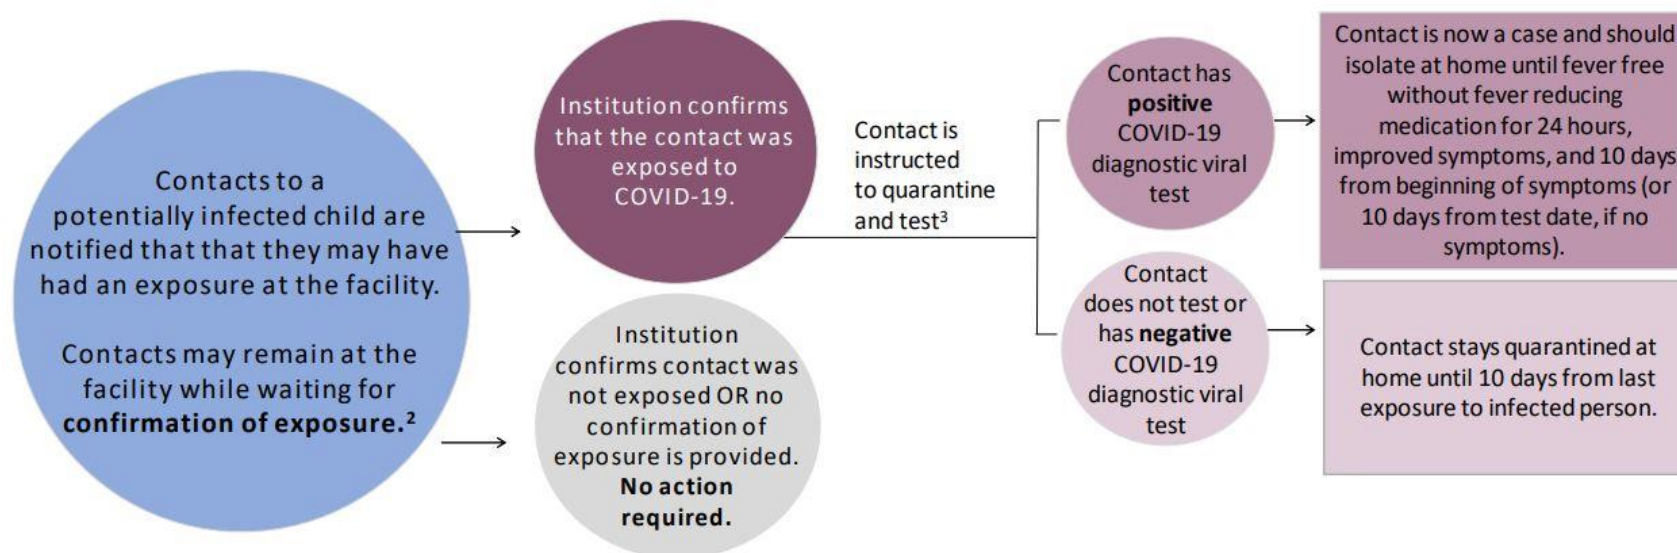 Contacts to a
potentially infected child are
notified that that they may have
had an exposure at the facility.
Contacts may remain at the
facility while waiting for
confirmation of exposure.²
Institution confirms
that the contact was
exposed to
COVID-19.
Institution
confirms contact was
not exposed OR no
confirmation of
exposure is provided.
No action
required.
Contact is
instructed
to quarantine
and test³
Contact has
positive
COVID-19
diagnostic viral
test
Contact is now a case and should
isolate at home until fever free
without fever reducing
medication for 24 hours,
improved symptoms, and 10 days
from beginning of symptoms (or
10 days from test date, if no
symptoms).
Contact
does not test or
has negative
COVID-19
diagnostic viral
test
Contact stays quarantined at
home until 10 days from last
exposure to infected person.